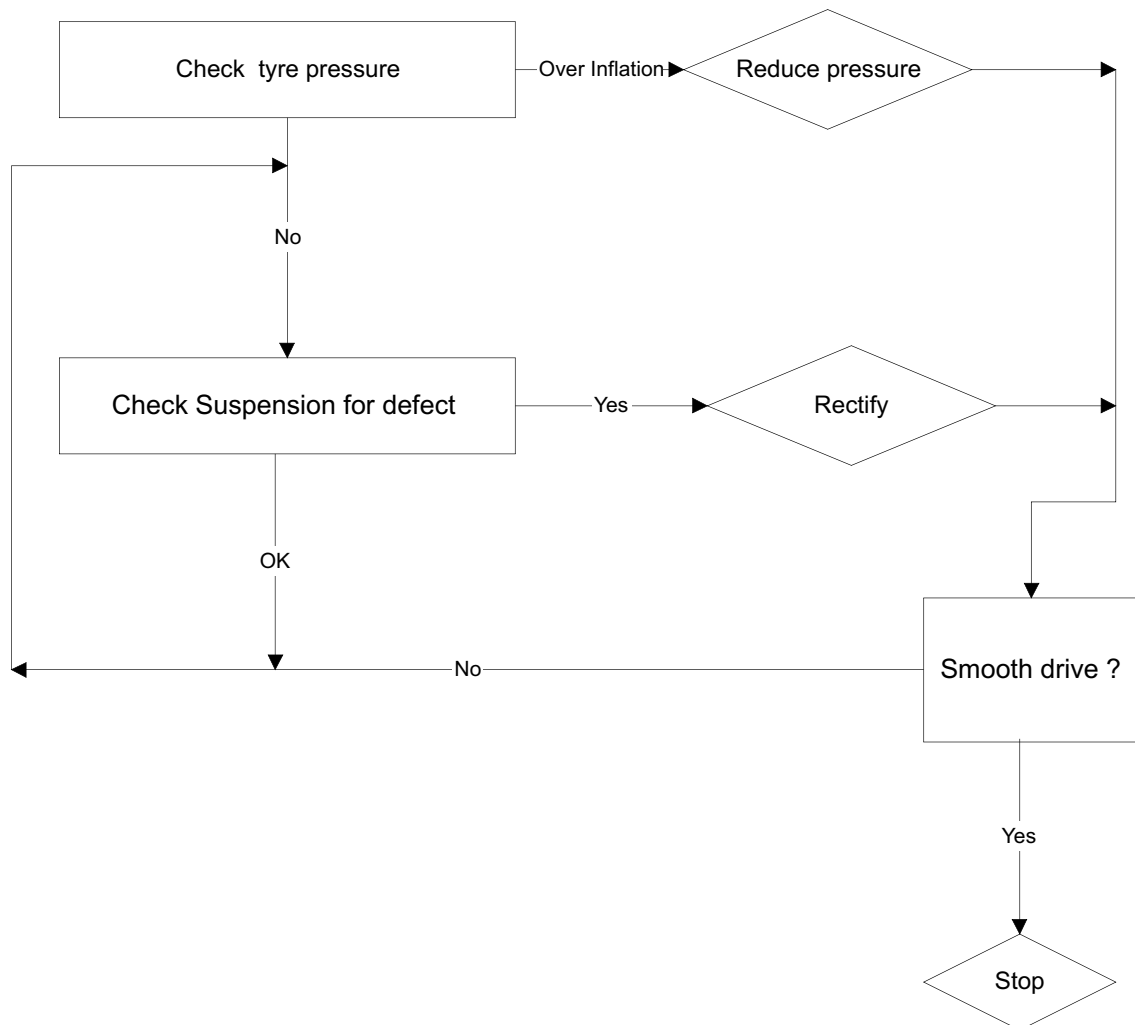 Check tyre pressure
Over Inflation
Reduce pressure
No
Check Suspension for defect
Yes
Rectify
OK
No
Smooth drive ?
Yes
Stop